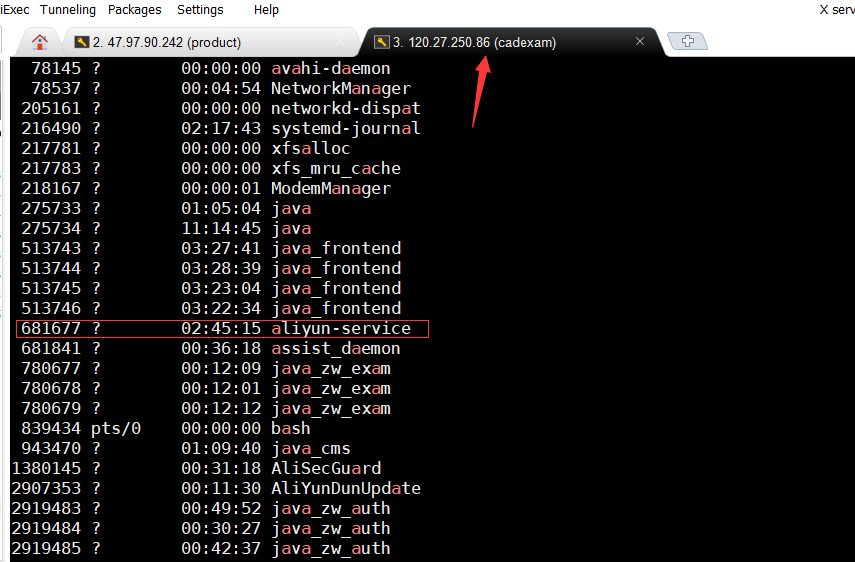 iExec Tunneling Packages Settings Help X serv
2. 47.97.90.242 (product) 3. 120.27.250.86 (cadexam)
78145 ? 00:00:00 avahi-daemon
78537 ? 00:04:54 NetworkManager
205161 ? 00:00:00 networkd-dispat
216490 ? 02:17:43 systemd-journal
217781 ? 00:00:00 xfsalloc
217783 ? 00:00:00 xfs_mru_cache
218167 ? 00:00:01 ModemManager
275733 ? 01:05:04 java
275734 ? 11:14:45 java
513743 ? 03:27:41 java_frontend
513744 ? 03:28:39 java_frontend
513745 ? 03:23:04 java_frontend
513746 ? 03:22:34 java_frontend
681677 ? 02:45:15 aliyun-service
681841 ? 00:36:18 assist_daemon
780677 ? 00:12:09 java_zw_exam
780678 ? 00:12:01 java_zw_exam
780679 ? 00:12:12 java_zw_exam
839434 pts/0 00:00:00 bash
943470 ? 01:09:40 java_cms
1380145 ? 00:31:18 AliSecGuard
2907353 ? 00:11:30 AliYunDunUpdate
2919483 ? 00:49:52 java_zw_auth
2919484 ? 00:30:27 java_zw_auth
2919485 ? 00:42:37 java_zw_auth